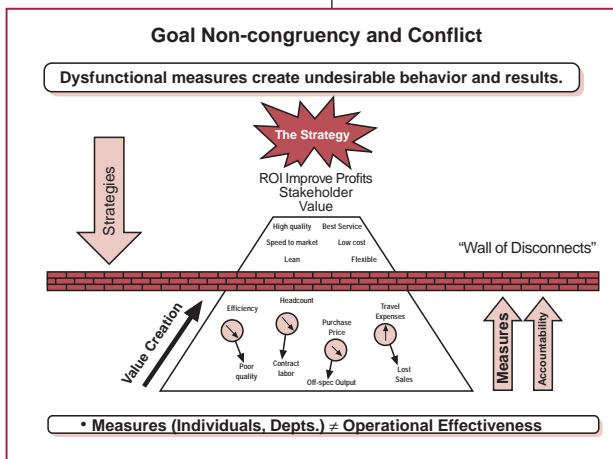 Goal Non-congruency and Conflict
Dysfunctional measures create undesirable behavior and results.
The Strategy
ROI Improve Profits
Stakeholder
Value
Strategies
High quality
Best Service
Speed to market
Low cost
Lean
Flexible
“Wall of Disconnects”
Value Creation
Efficiency
Headcount
Purchase
Price
Travel
Expenses
Poor
quality
Contract
labor
Off-spec Output
Lost
Sales
Measures
Accountability
• Measures (Individuals, Depts.) ≠ Operational Effectiveness